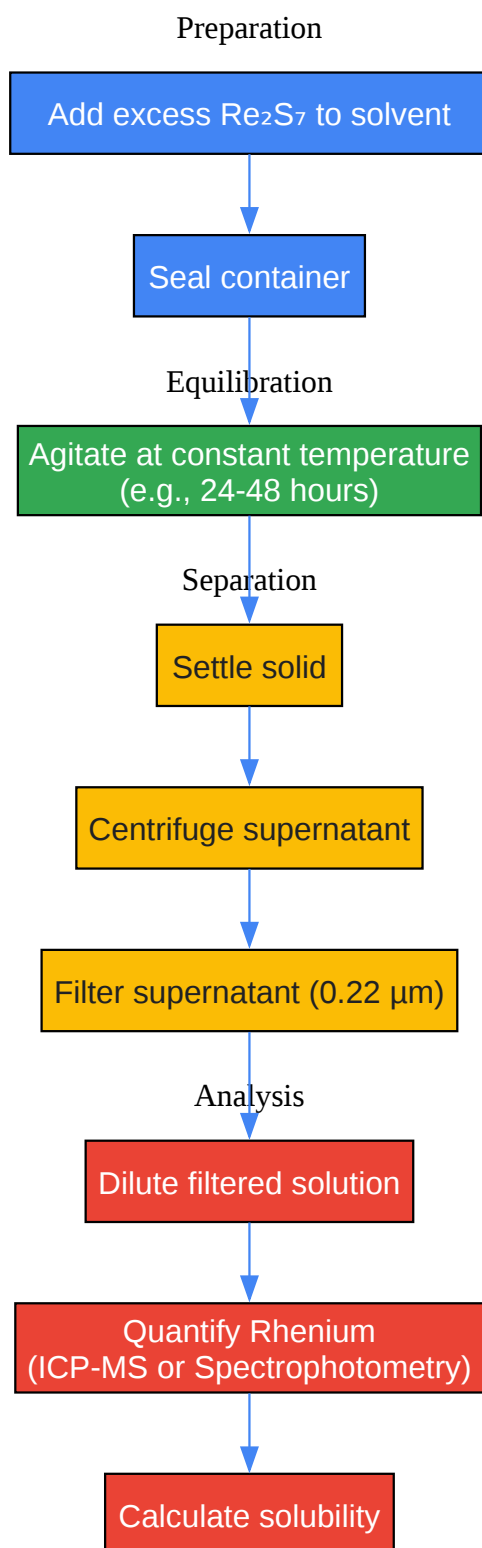 Preparation
Add excess Re₂S₇ to solvent
Seal container
Equilibration
Agitate at constant temperature
(e.g., 24-48 hours)
Separation
Settle solid
Centrifuge supernatant
Filter supernatant (0.22 µm)
Analysis
Dilute filtered solution
Quantify Rhenium
(ICP-MS or Spectrophotometry)
Calculate solubility